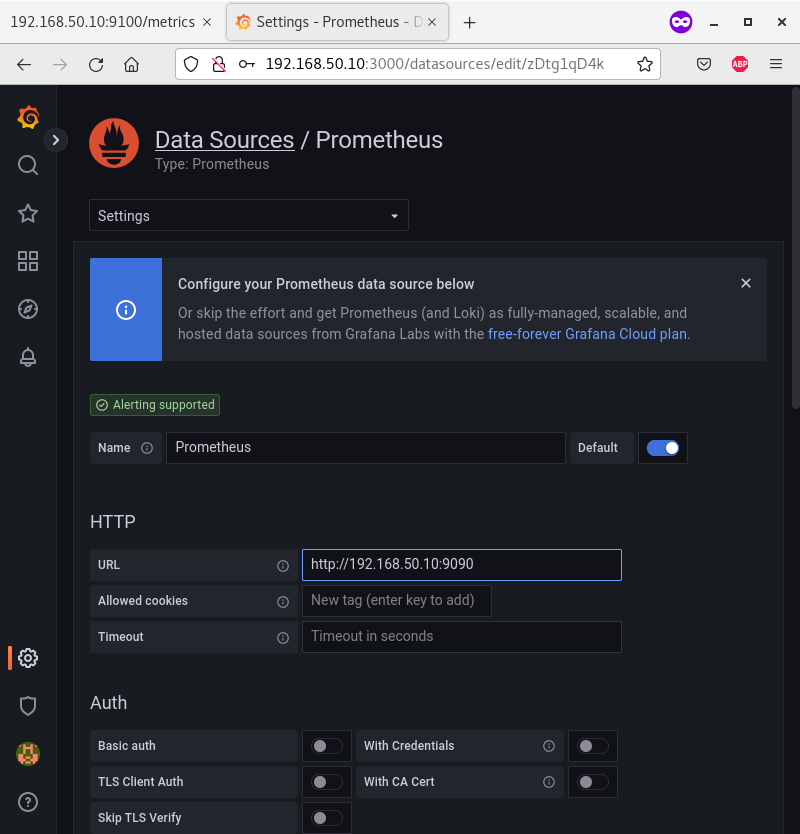 192.168.50.10:9100/metrics
Settings - Prometheus - D
192.168.50.10:3000/datasources/edit/zDtg1qD4k
ABP
Data Sources / Prometheus
Type: Prometheus
Settings
Configure your Prometheus data source below
Or skip the effort and get Prometheus (and Loki) as fully-managed, scalable, and
hosted data sources from Grafana Labs with the free-forever Grafana Cloud plan.
Alerting supported
Name Prometheus Default
HTTP
URL http://192.168.50.10:9090
Allowed cookies New tag (enter key to add)
Timeout Timeout in seconds
Auth
Basic auth With Credentials
TLS Client Auth With CA Cert
Skip TLS Verify